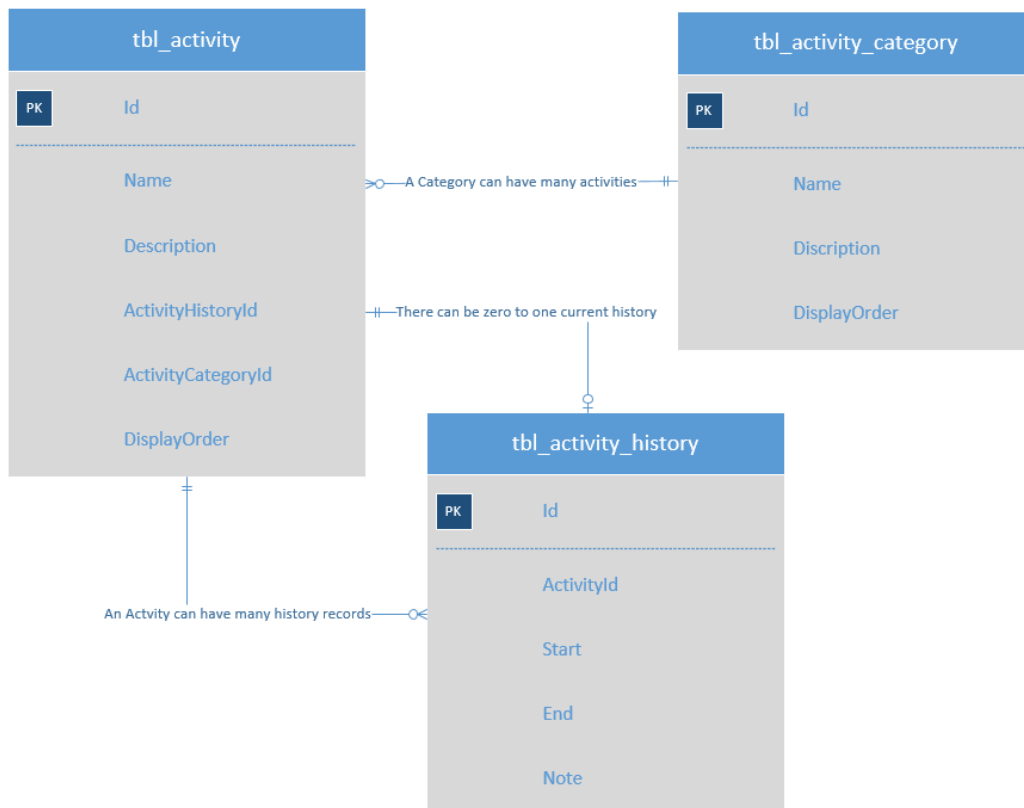 tbl_activity
PK
Id
Name
Description
ActivityHistoryId
ActivityCategoryId
DisplayOrder
tbl_activity_category
PK
Id
Name
Discription
DisplayOrder
A Category can have many activities
There can be zero to one current history
tbl_activity_history
PK
Id
ActivityId
Start
End
Note
An Actvity can have many history records